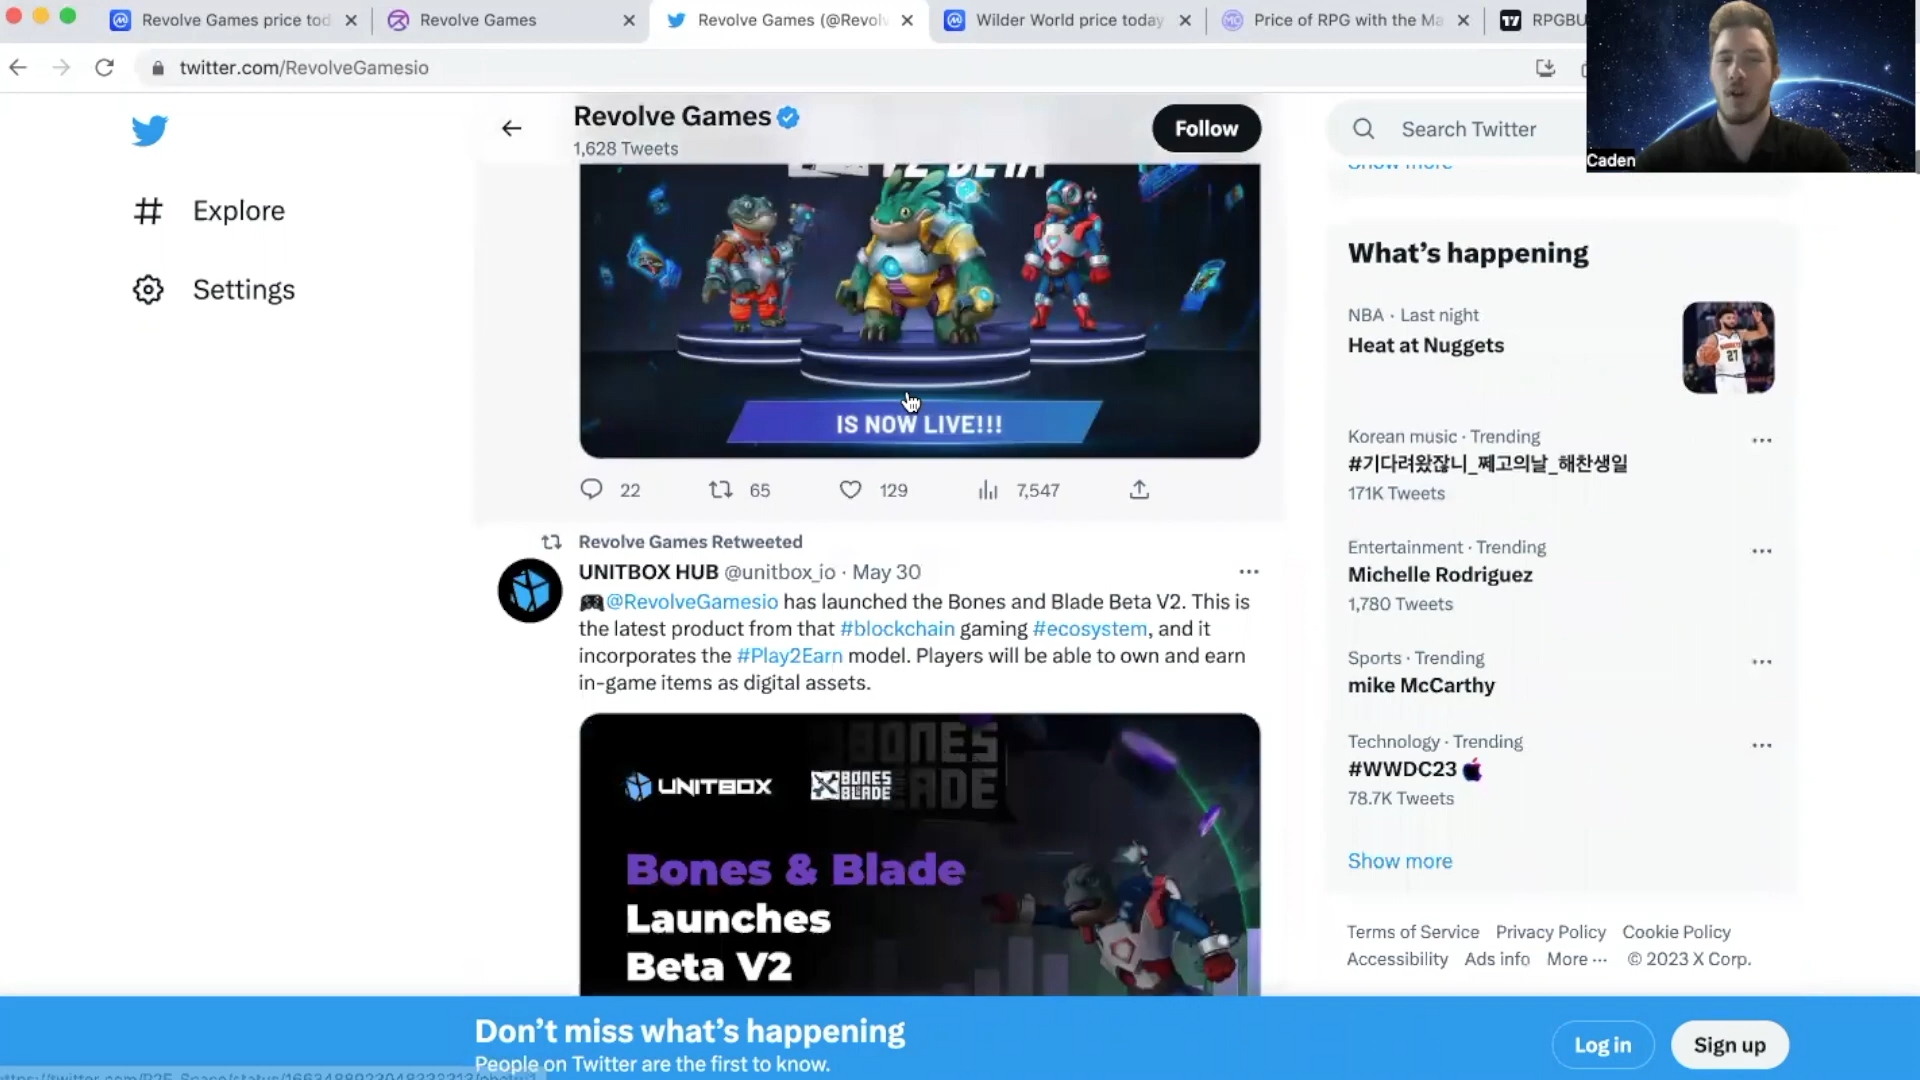 Revolve Games price tod
Revolve Games
Revolve Games (@Revolv
Wilder World price today
Price of RPG with the Ma
RPGBU
twitter.com/RevolveGamesio
Caden
Revolve Games
1,628 Tweets
Follow
Search Twitter
Show more
Explore
Settings
V2 BETA
IS NOW LIVE!!!
22
65
129
7,547
Revolve Games Retweeted
UNITBOX HUB @unitbox_io · May 30
@RevolveGamesio has launched the Bones and Blade Beta V2. This is
the latest product from that #blockchain gaming #ecosystem, and it
incorporates the #Play2Earn model. Players will be able to own and earn
in-game items as digital assets.
UNITBOX
BONES
BLADE
Bones & Blade
Launches
Beta V2
What's happening
NBA · Last night
Heat at Nuggets
Korean music · Trending
#기다려왔잖니_쩨고의날_해찬생일
171K Tweets
Entertainment · Trending
Michelle Rodriguez
1,780 Tweets
Sports · Trending
mike McCarthy
Technology · Trending
#WWDC23
78.7K Tweets
Show more
Terms of Service Privacy Policy Cookie Policy
Accessibility Ads info More ··· © 2023 X Corp.
Don't miss what's happening
People on Twitter are the first to know.
Log in
Sign up